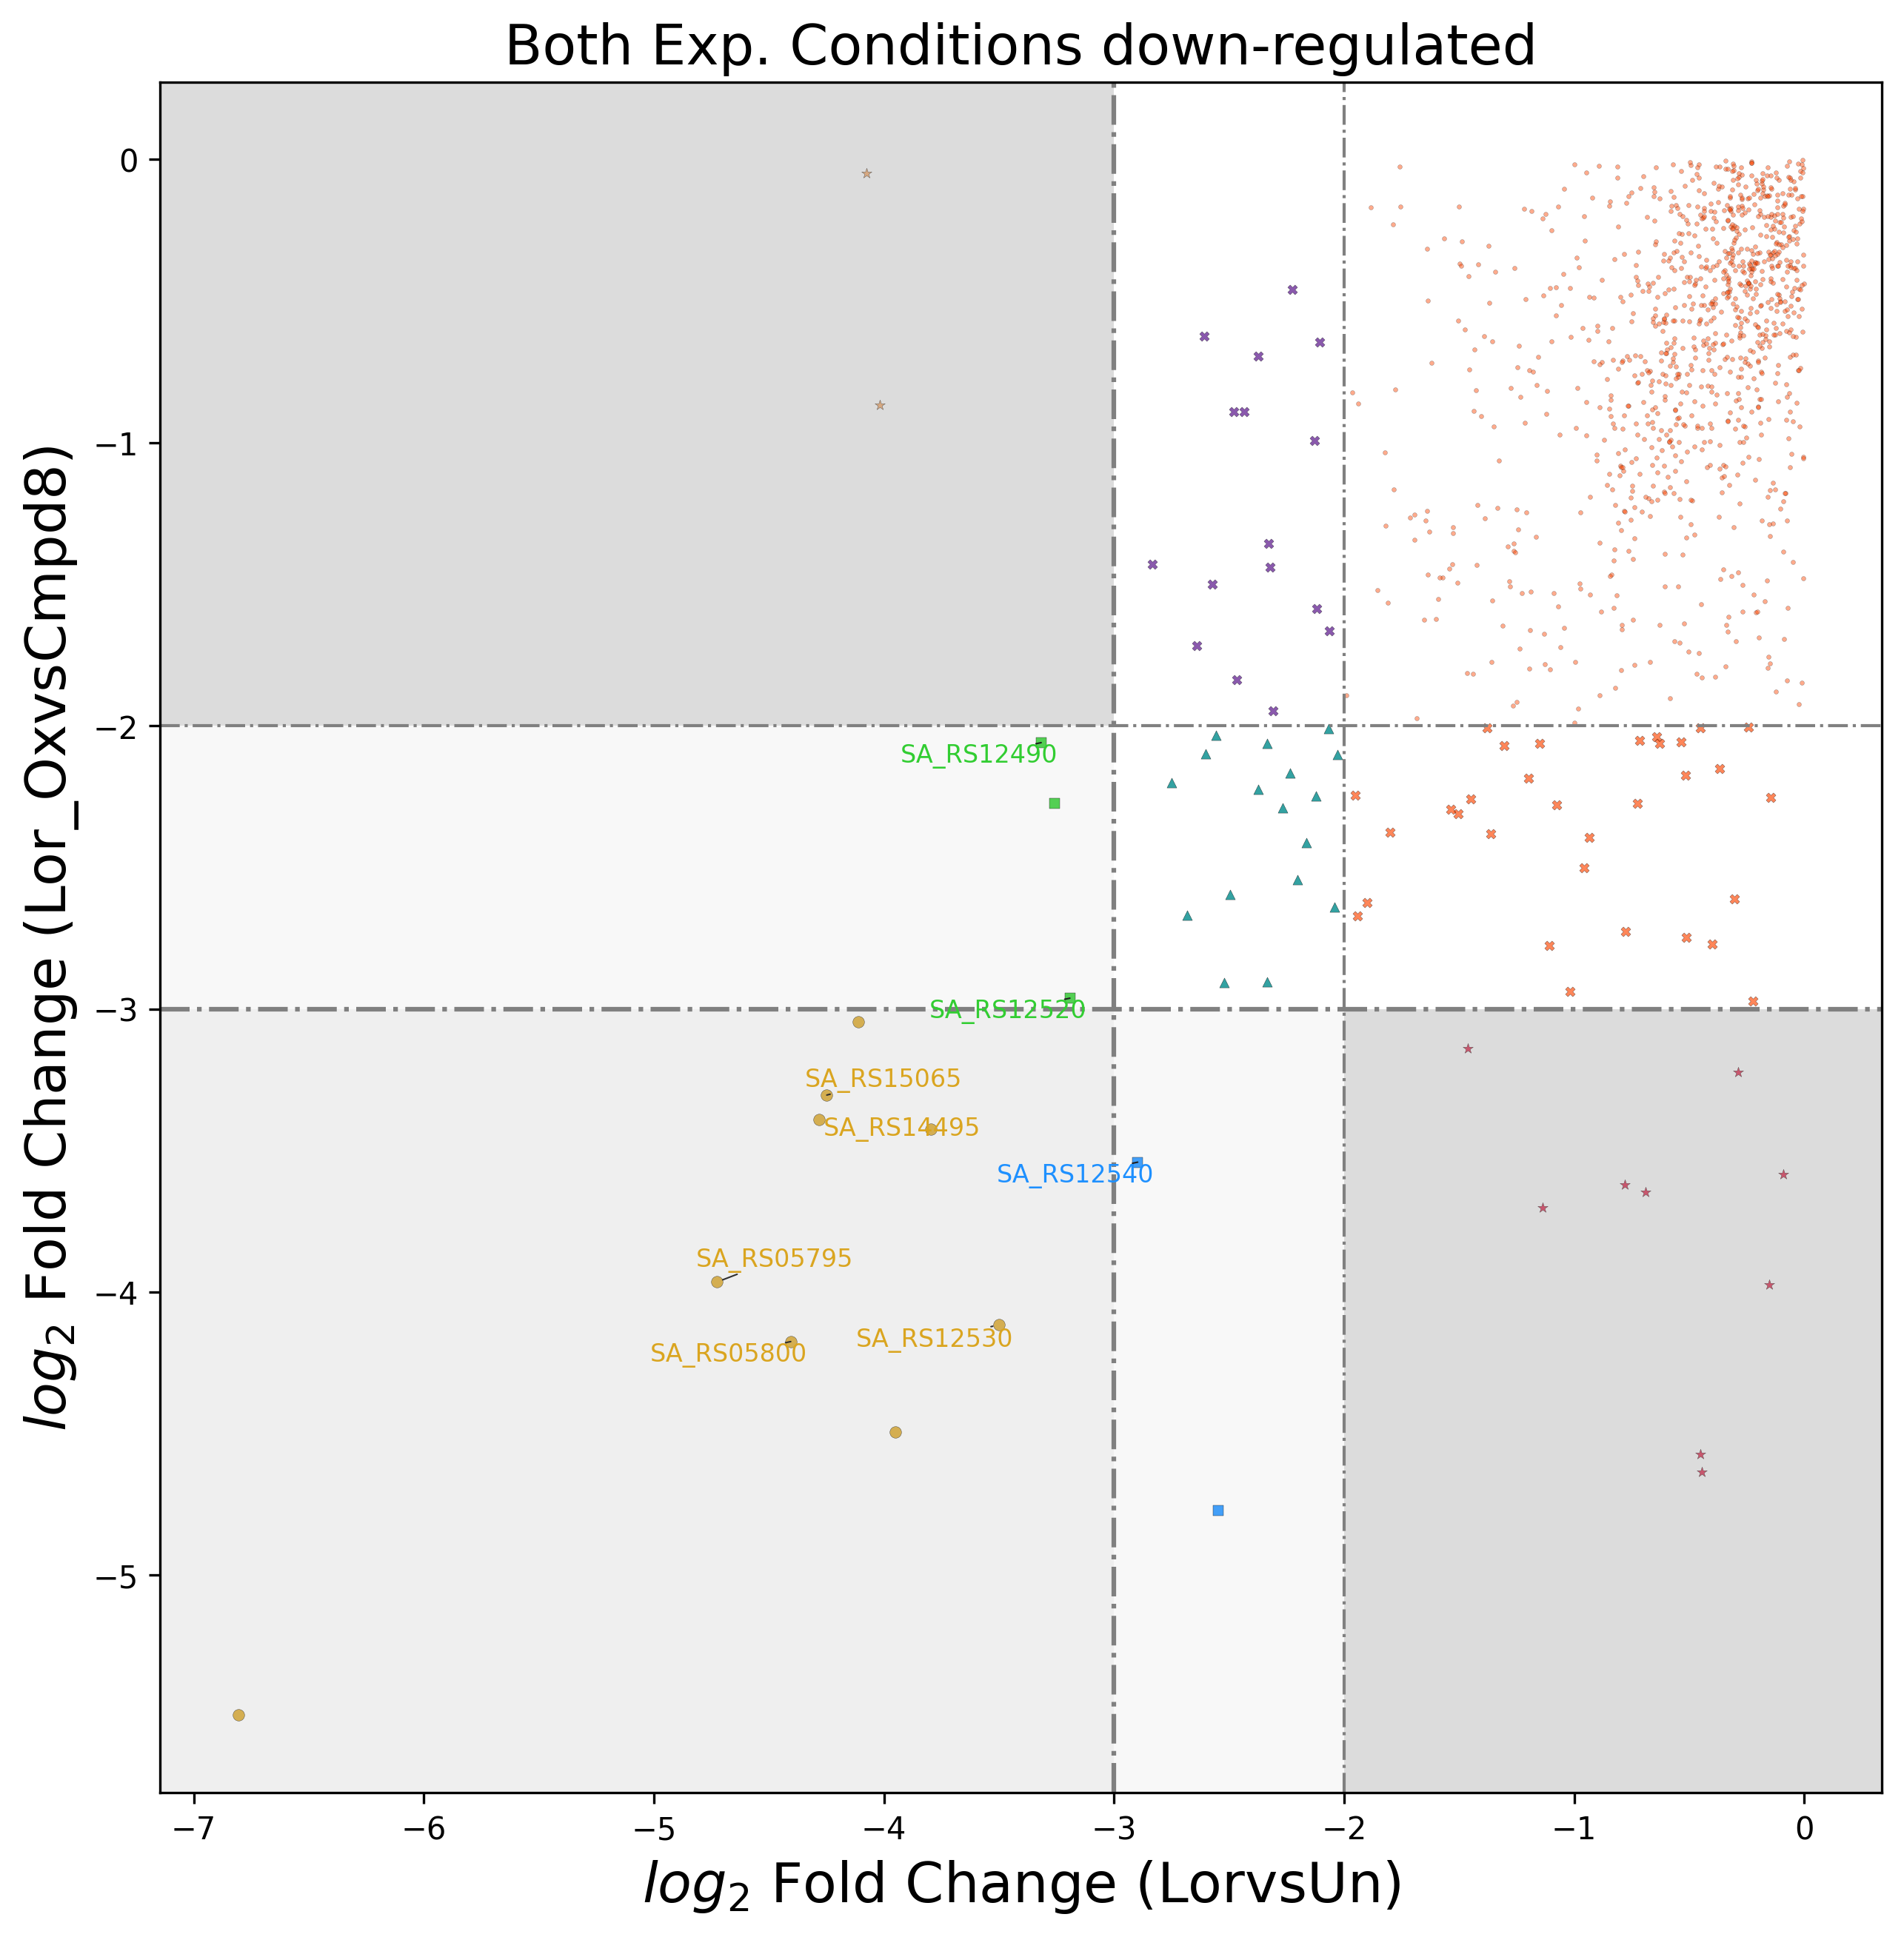 Both Exp. Conditions down-regulated
log₂ Fold Change (Lor_OxvsCmpd8)
0
−1
−2
−3
−4
−5
SA_RS12490
SA_RS12520
SA_RS15065
SA_RS14495
SA_RS12540
SA_RS05795
SA_RS12530
SA_RS05800
−7
−6
−5
−4
−3
−2
−1
0
log₂ Fold Change (LorvsUn)